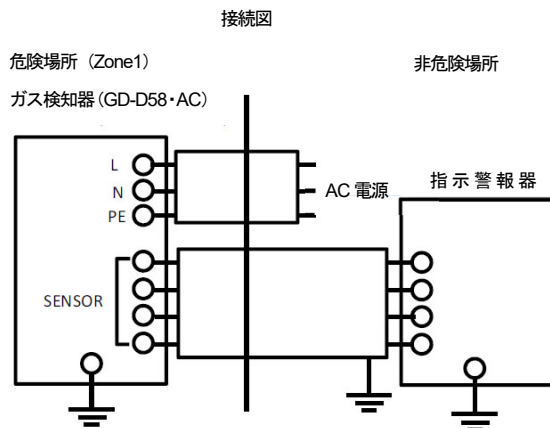 接続図
危険場所（Zone1）
非危険場所
ガス検知器(GD-D58・AC)
L
N
PE
AC 電源
指示警報器
SENSOR